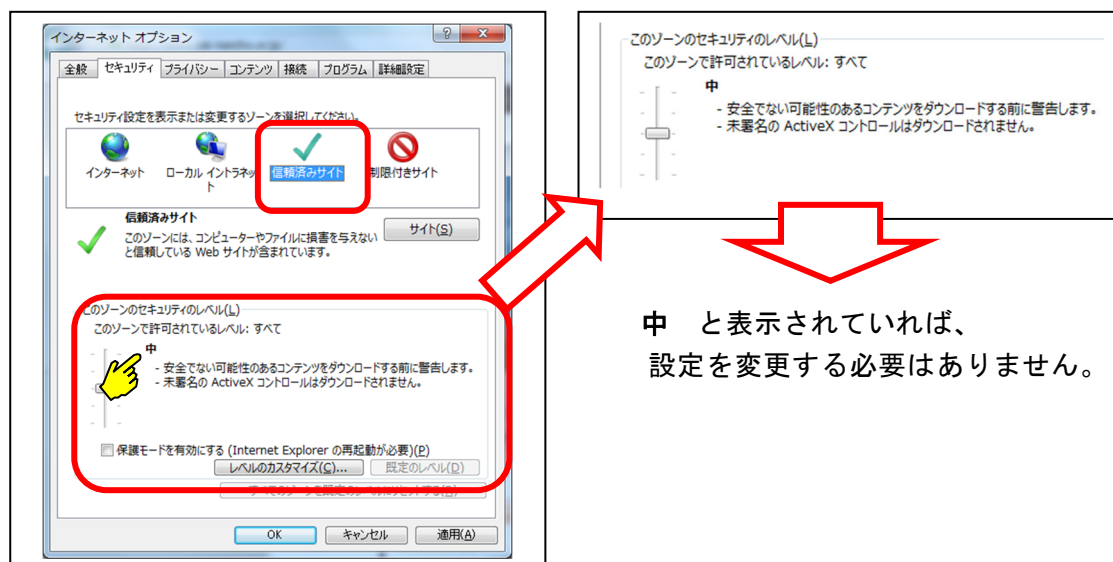 インターネット オプション
全般 セキュリティ プライバシー コンテンツ 接続 プログラム 詳細設定
セキュリティ設定を表示または変更するゾーンを選択してください。
インターネット
ローカル イントラネット
信頼済みサイト
制限付きサイト
信頼済みサイト
このゾーンには、コンピューターやファイルに損害を与えない
と信頼している Web サイトが含まれています。
サイト(S)
このゾーンのセキュリティのレベル(L)
このゾーンで許可されているレベル: すべて
中
- 安全でない可能性のあるコンテンツをダウンロードする前に警告します。
- 未署名の ActiveX コントロールはダウンロードされません。
保護モードを有効にする (Internet Explorer の再起動が必要)(P)
レベルのカスタマイズ(C)... 既定のレベル(D)
すべてのゾーンを既定のレベルにリセットする(R)
OK キャンセル 適用(A)
このゾーンのセキュリティのレベル(L)
このゾーンで許可されているレベル: すべて
中
- 安全でない可能性のあるコンテンツをダウンロードする前に警告します。
- 未署名の ActiveX コントロールはダウンロードされません。
中 と表示されていれば、
設定を変更する必要はありません。